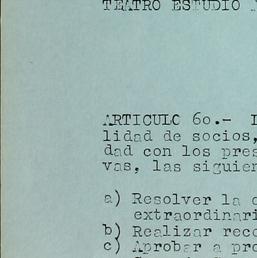 TEATRO ESTUDIO
ARTICULO 6o.-
lidad de socios,
dad con los pres
vas, las siguien
a) Resolver la
extraordinari
b) Realizar reco
c) Aprobar a pro